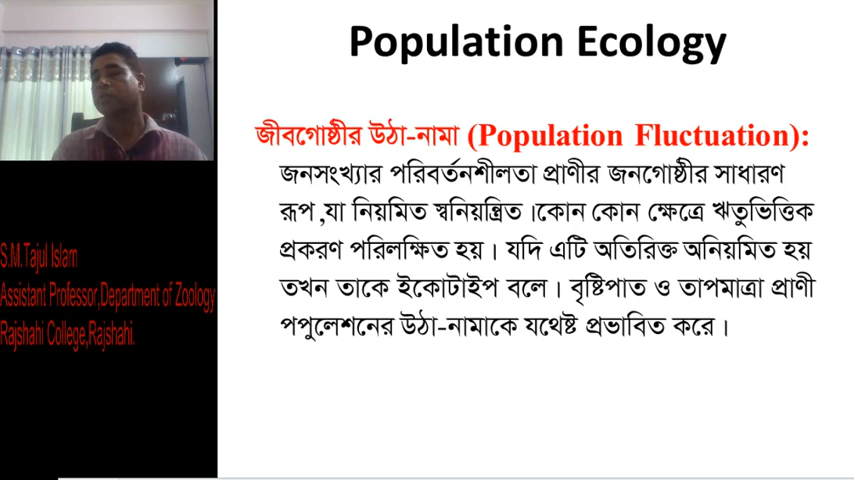 Population Ecology
জীবগোষ্ঠীর উঠা-নামা (Population Fluctuation):
জনসংখ্যার পরিবর্তনশীলতা প্রাণীর জনগোষ্ঠীর সাধারণ
রূপ ,যা নিয়মিত স্বনিয়ন্ত্রিত ।কোন কোন ক্ষেত্রে ঋতুভিত্তিক
প্রকরণ পরিলক্ষিত হয় । যদি এটি অতিরিক্ত অনিয়মিত হয়
তখন তাকে ইকোটাইপ বলে । বৃষ্টিপাত ও তাপমাত্রা প্রাণী
পপুলেশনের উঠা-নামাকে যথেষ্ট প্রভাবিত করে ।
S.M.Tajul Islam
Assistant Professor,Department of Zoology
Rajshahi College,Rajshahi.